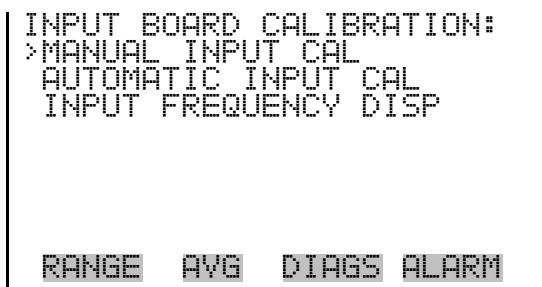 INPUT BOARD CALIBRATION:
>MANUAL INPUT CAL
AUTOMATIC INPUT CAL
INPUT FREQUENCY DISP
RANGE AVG DIAGS ALARM